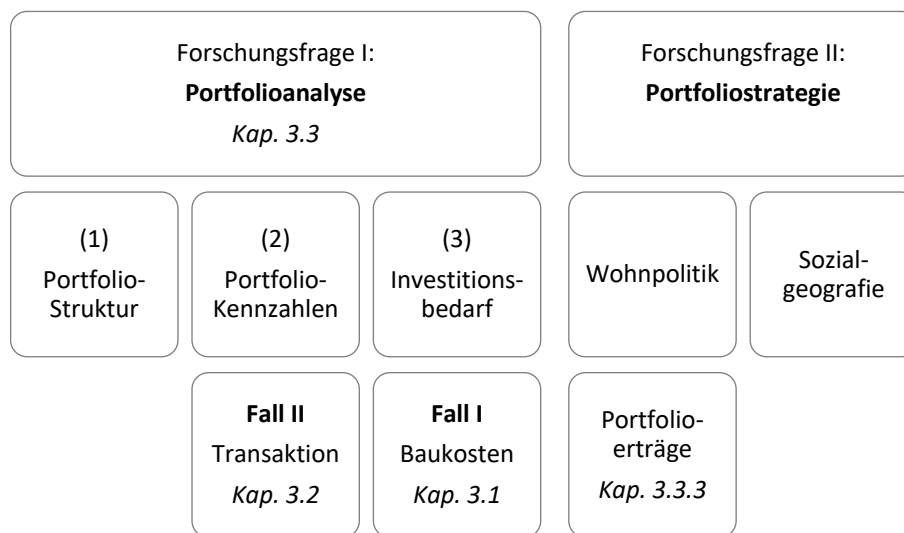 Forschungsfrage I:
Portfolioanalyse
Kap. 3.3
Forschungsfrage II:
Portfoliostrategie
(1)
Portfolio-
Struktur
(2)
Portfolio-
Kennzahlen
(3)
Investitions-
bedarf
Wohnpolitik
Sozial-
geografie
Fall II
Transaktion
Kap. 3.2
Fall I
Baukosten
Kap. 3.1
Portfolio-
erträge
Kap. 3.3.3